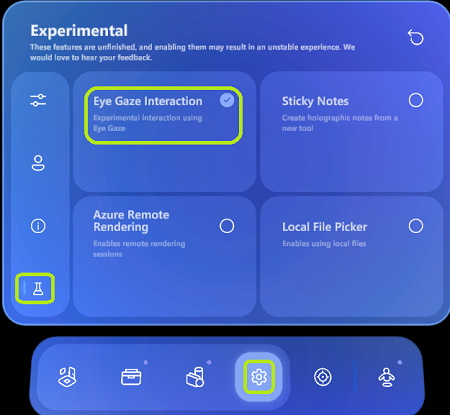 Experimental
These features are unfinished, and enabling them may result in an unstable experience. We
would love to hear your feedback.
Eye Gaze Interaction
Experimental interaction using
Eye Gaze
Sticky Notes
Create holographic notes from a
new tool
Azure Remote
Rendering
Enables remote rendering
sessions
Local File Picker
Enables using local files